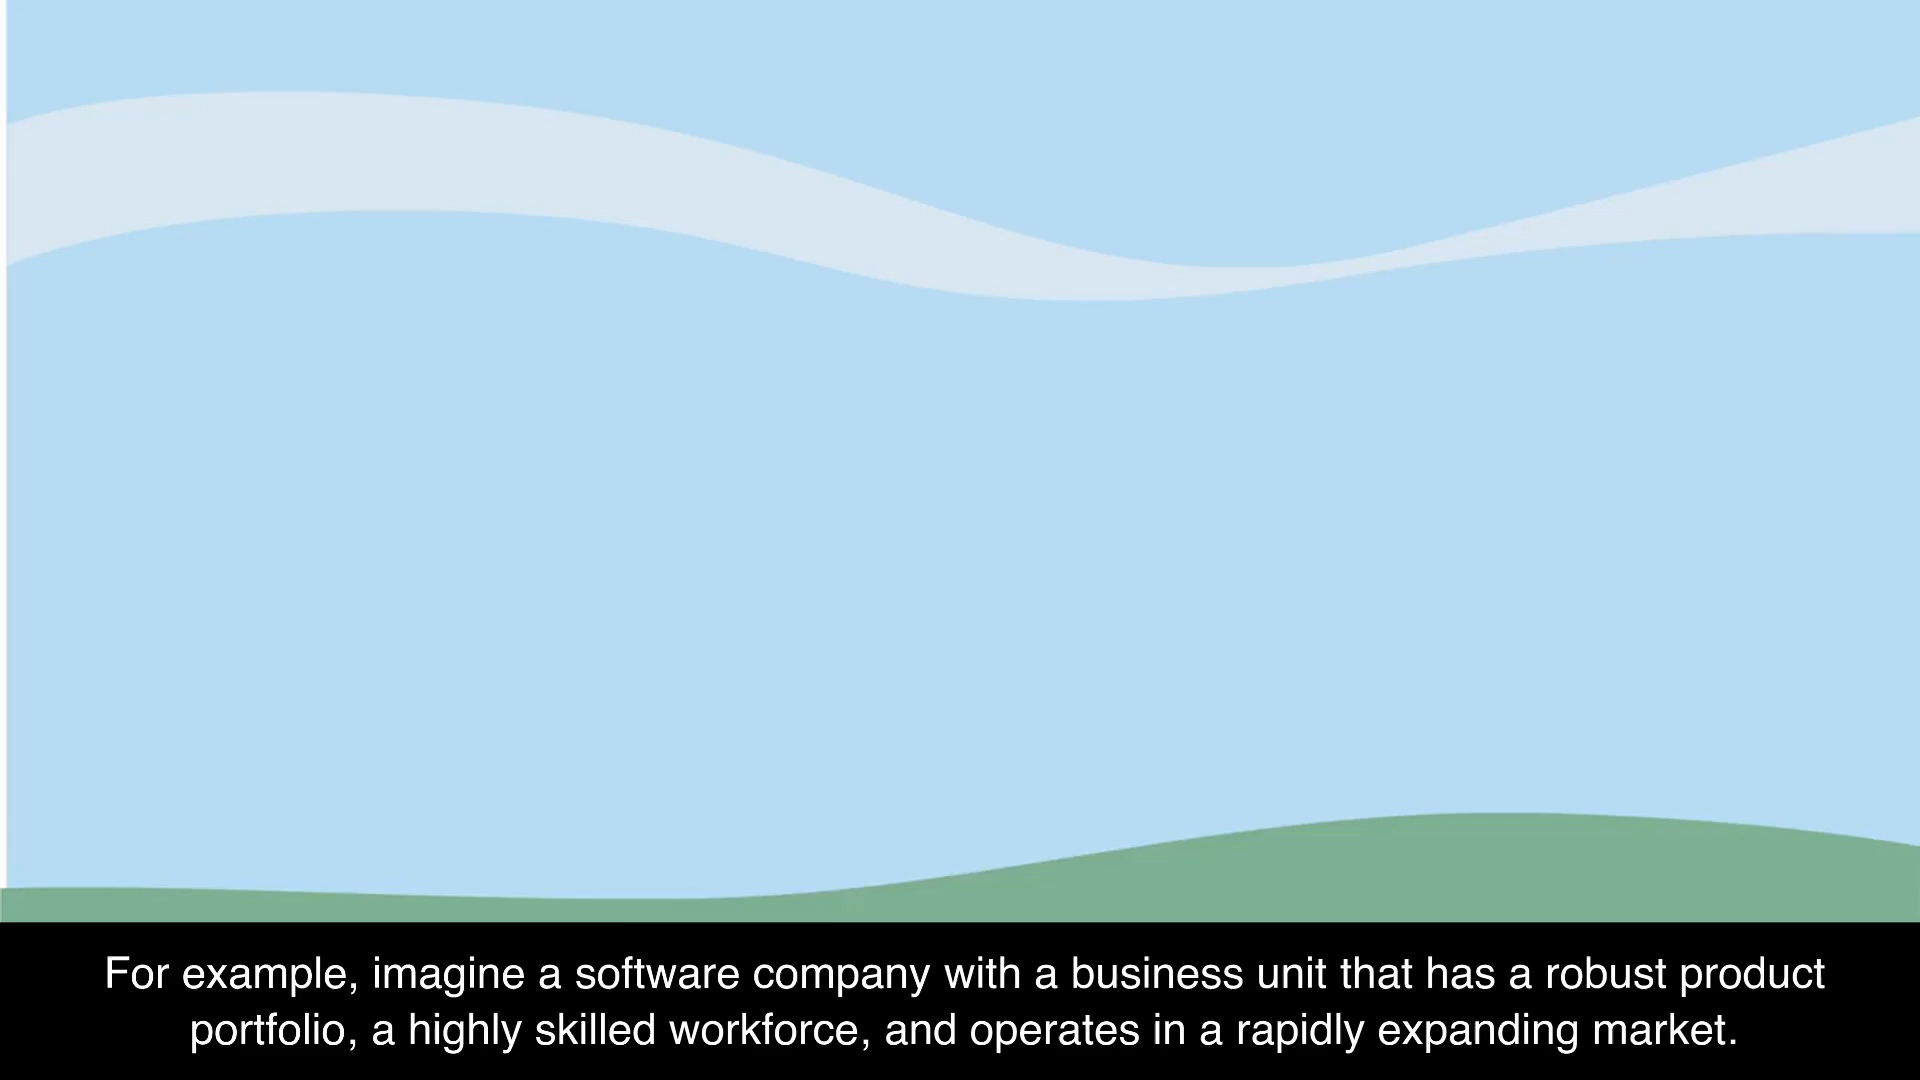 For example, imagine a software company with a business unit that has a robust product
portfolio, a highly skilled workforce, and operates in a rapidly expanding market.